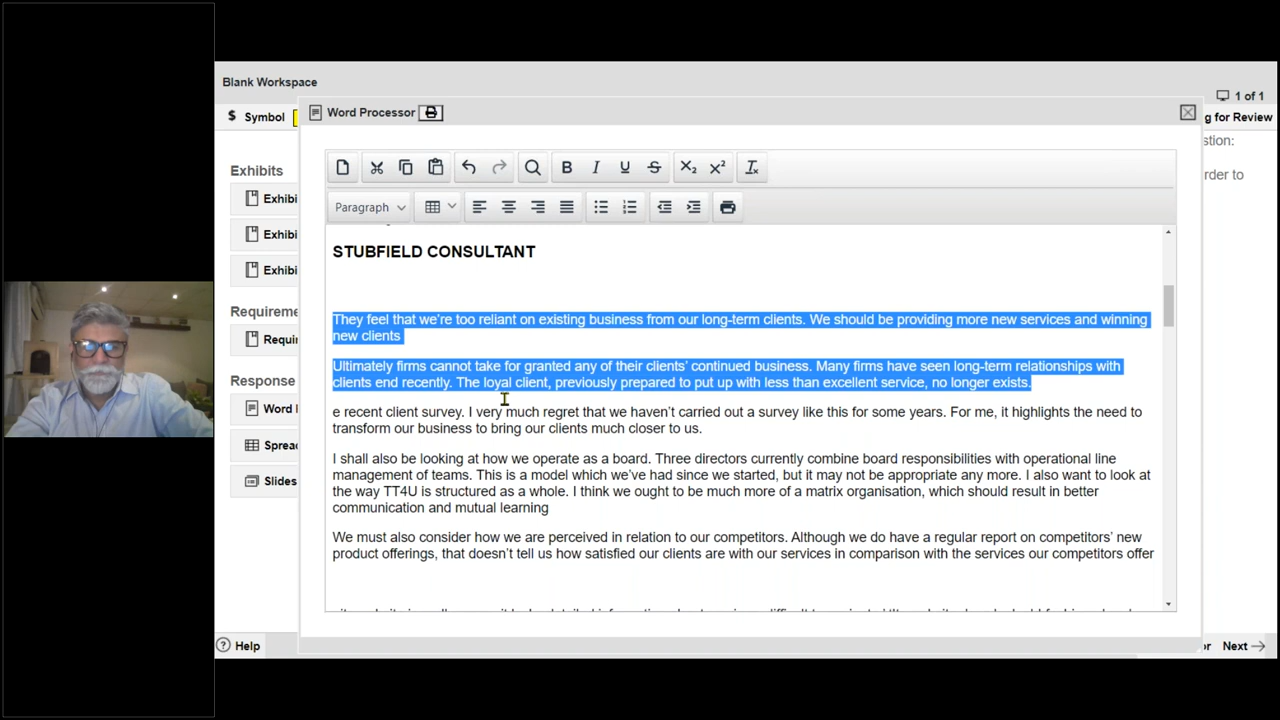 Blank Workspace
1 of 1
$ Symbol
Word Processor
g for Review
stion:
rder to
Exhibits
Exhibi
Exhibi
Exhibi
Requireme
Requir
Response
Word
Spread
Slides
B I U S X₂ X² Iₓ
Paragraph
STUBFIELD CONSULTANT
They feel that we're too reliant on existing business from our long-term clients. We should be providing more new services and winning
new clients
Ultimately firms cannot take for granted any of their clients' continued business. Many firms have seen long-term relationships with
clients end recently. The loyal client, previously prepared to put up with less than excellent service, no longer exists.
e recent client survey. I very much regret that we haven't carried out a survey like this for some years. For me, it highlights the need to
transform our business to bring our clients much closer to us.
I shall also be looking at how we operate as a board. Three directors currently combine board responsibilities with operational line
management of teams. This is a model which we've had since we started, but it may not be appropriate any more. I also want to look at
the way TT4U is structured as a whole. I think we ought to be much more of a matrix organisation, which should result in better
communication and mutual learning
We must also consider how we are perceived in relation to our competitors. Although we do have a regular report on competitors' new
product offerings, that doesn't tell us how satisfied our clients are with our services in comparison with the services our competitors offer
Help
or
Next